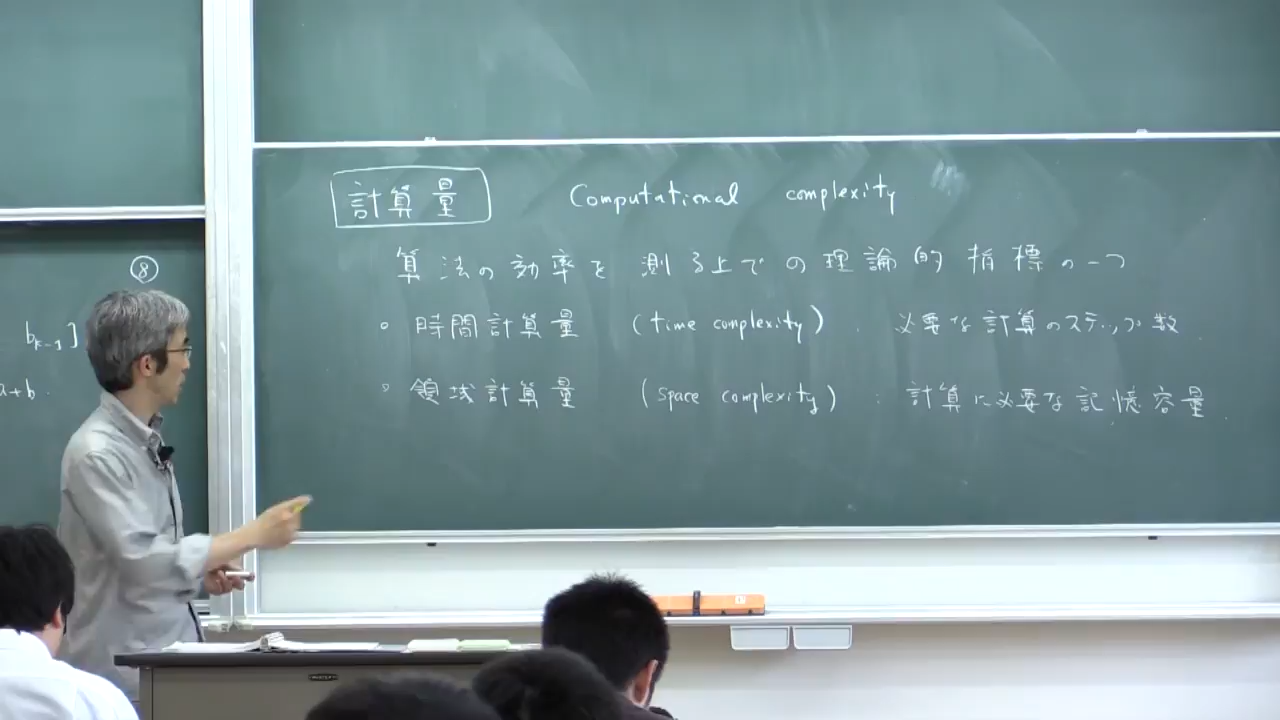 ⑧
b_{k-1}]
a+b.
計算量 Computational complexity
算法の効率を測る上での理論的指標の一つ
◦ 時間計算量 (time complexity) . 必要な計算のステップ数
◦ 領域計算量 (space complexity) : 計算に必要な記憶容量.